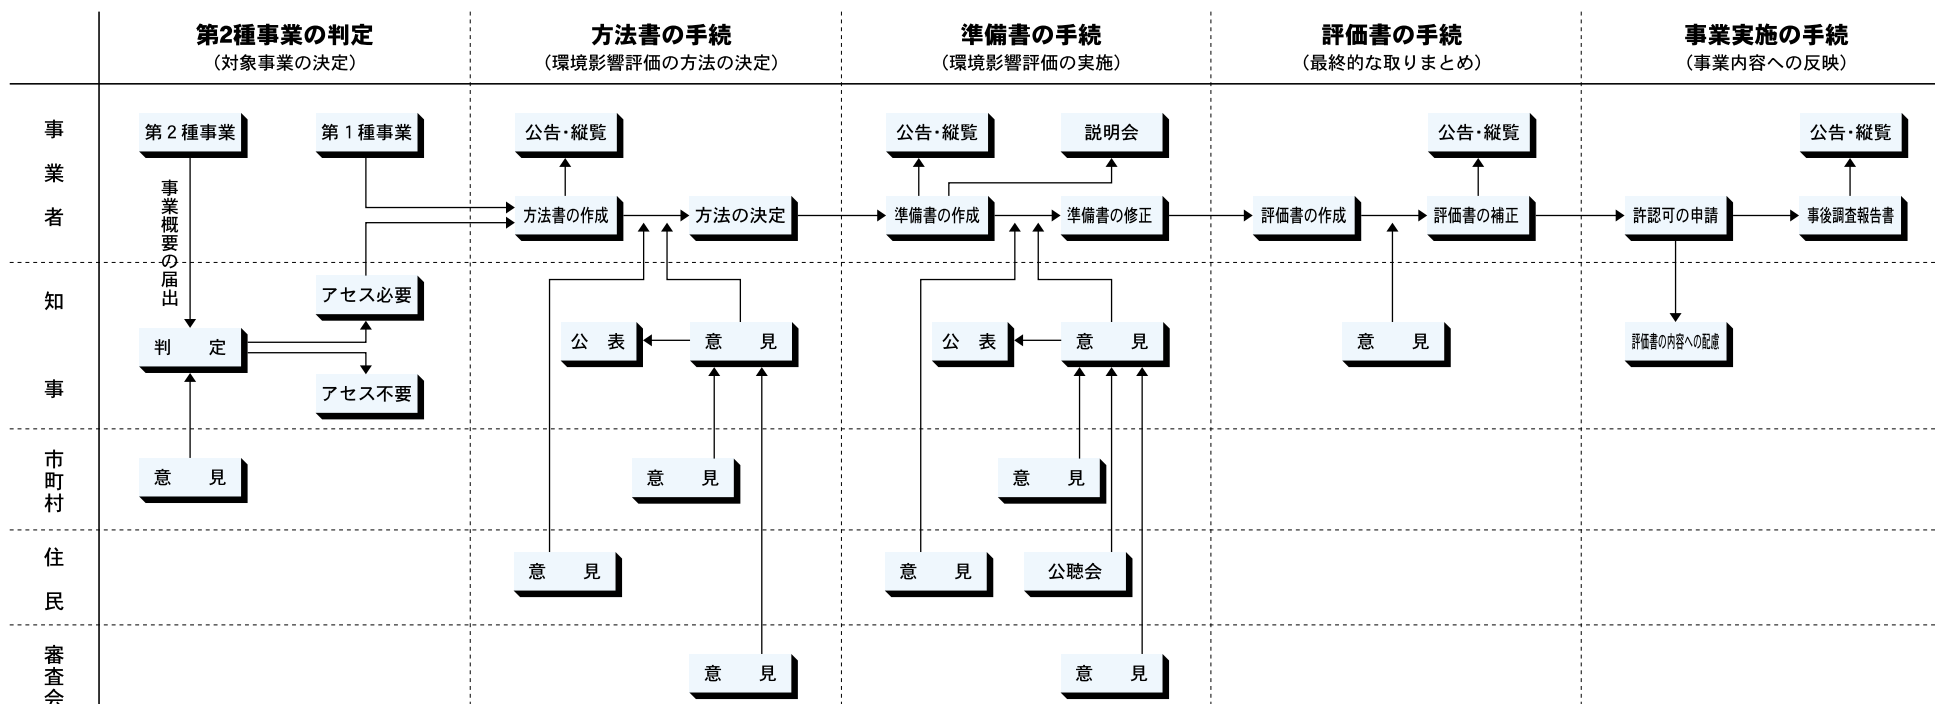 第2種事業の判定
（対象事業の決定）
方法書の手続
（環境影響評価の方法の決定）
準備書の手続
（環境影響評価の実施）
評価書の手続
（最終的な取りまとめ）
事業実施の手続
（事業内容への反映）
事業者
第２種事業
第１種事業
公告・縦覧
公告・縦覧
説明会
公告・縦覧
公告・縦覧
事業概要の届出
方法書の作成
方法の決定
準備書の作成
準備書の修正
評価書の作成
評価書の補正
許認可の申請
事後調査報告書
知事
アセス必要
判　定
アセス不要
公　表
意　見
公　表
意　見
意　見
評価書の内容への配慮
市町村
意　見
意　見
意　見
住民
意　見
意　見
公聴会
審査会
意　見
意　見